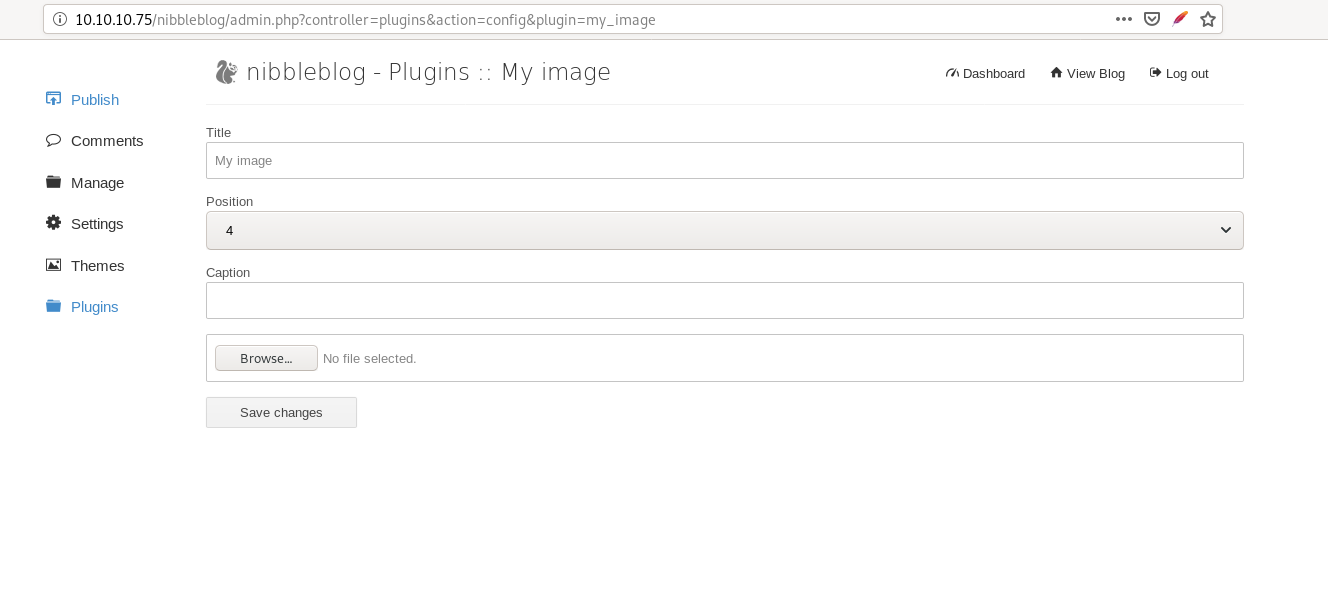 10.10.10.75/nibbleblog/admin.php?controller=plugins&action=config&plugin=my_image
nibbleblog - Plugins :: My image
Dashboard View Blog Log out
Publish
Comments
Manage
Settings
Themes
Plugins
Title
My image
Position
4
Caption
Browse... No file selected.
Save changes